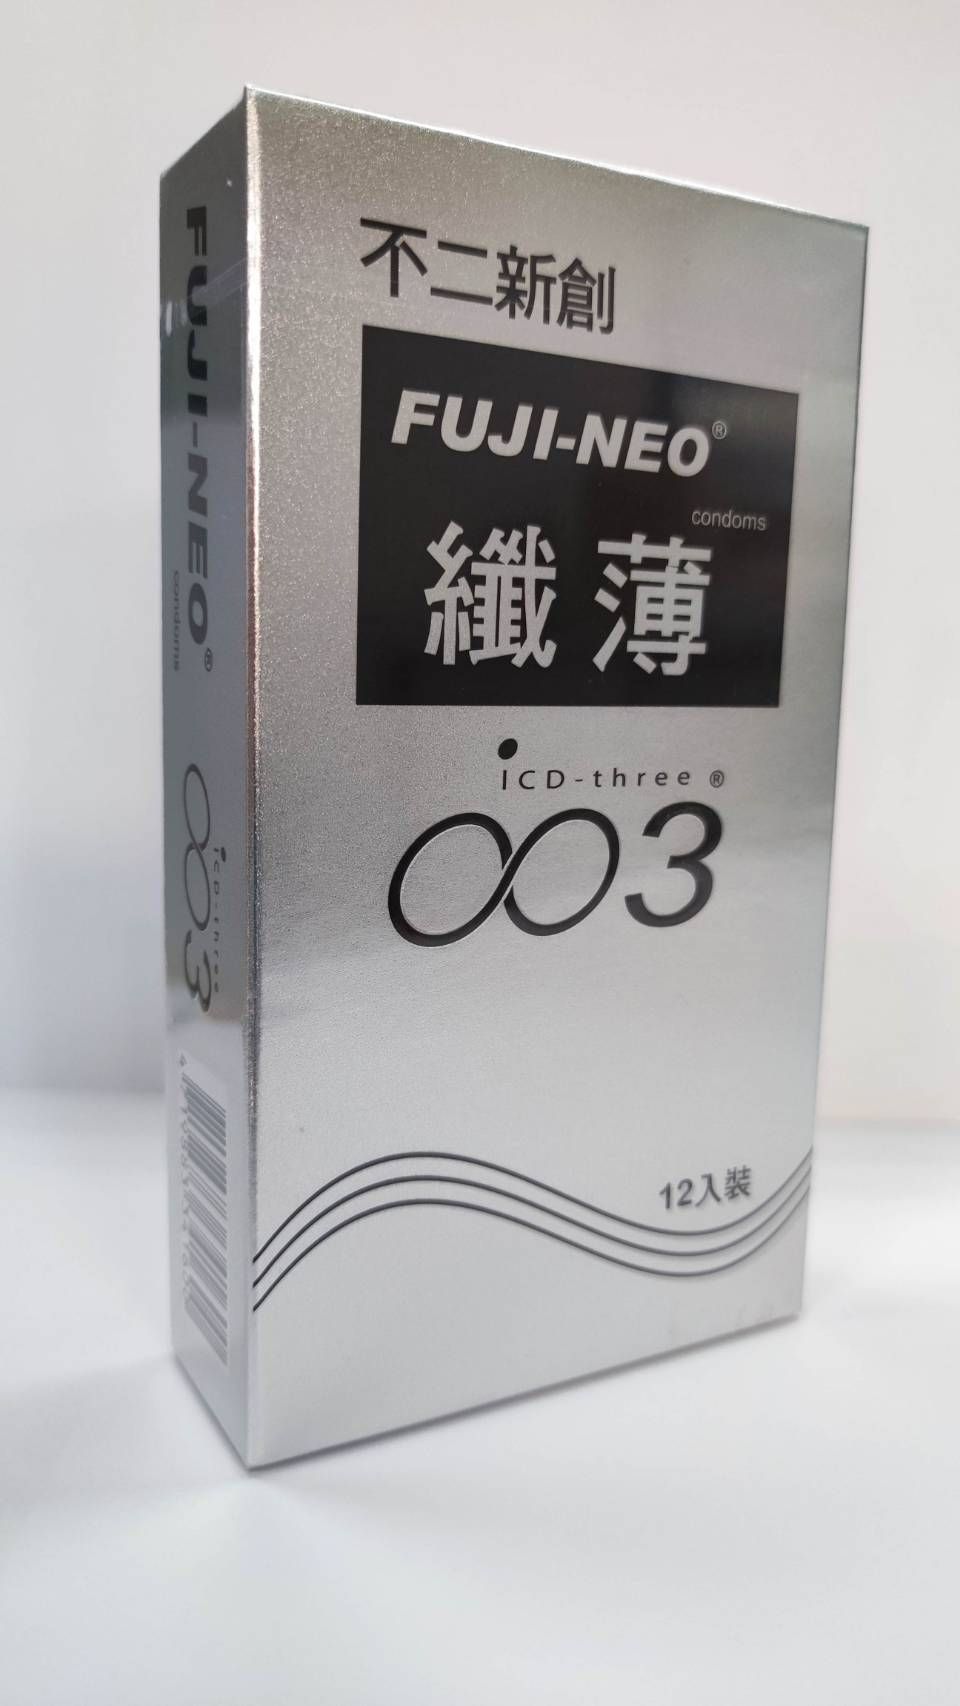 不二新創
FUJI-NEO®
condoms
纖薄
iCD-three®
003
12入裝
FUJI-NEO®
condoms
iCD-three
003